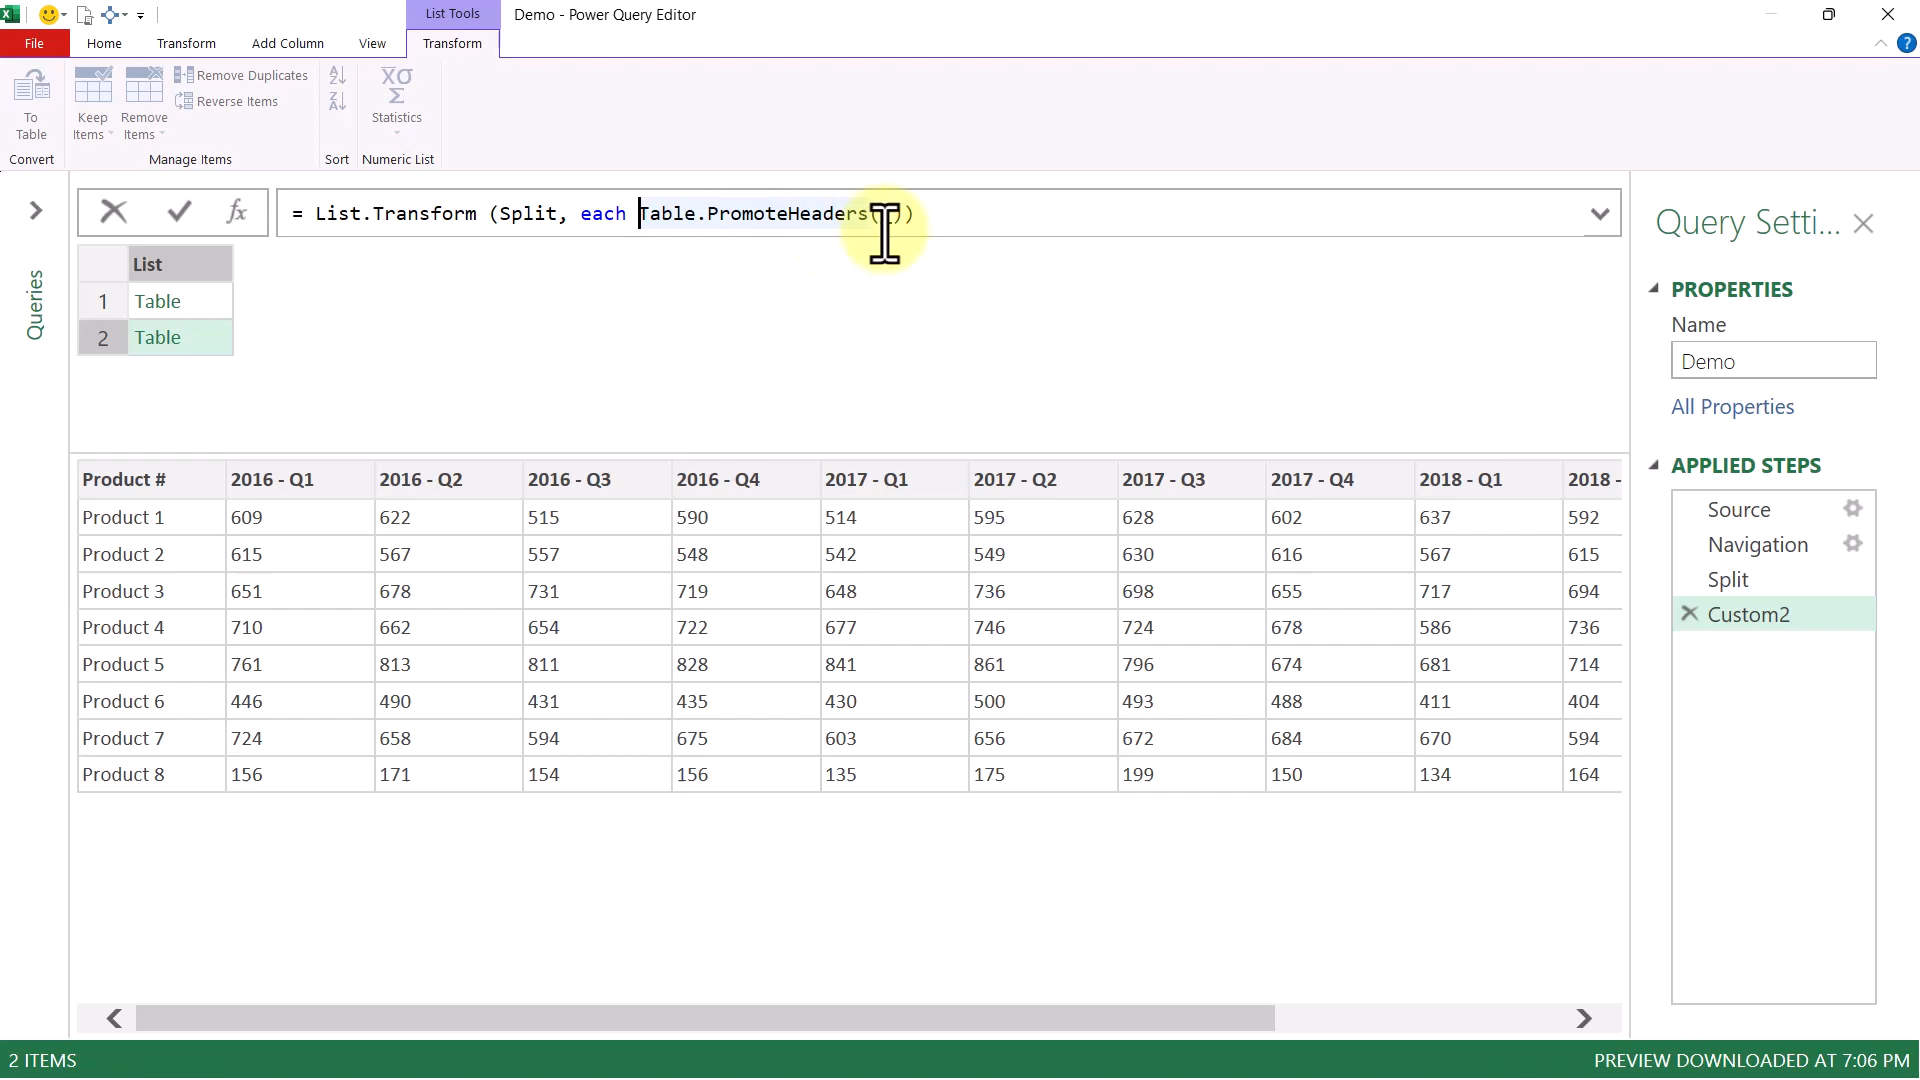 List Tools
Demo - Power Query Editor
File
Home
Transform
Add Column
View
Transform
To Table
Keep Items
Remove Items
Remove Duplicates
Reverse Items
Statistics
Convert
Manage Items
Sort
Numeric List
= List.Transform (Split, each Table.PromoteHeaders(_))
Queries
List
1 Table
2 Table
Product # 2016 - Q1 2016 - Q2 2016 - Q3 2016 - Q4 2017 - Q1 2017 - Q2 2017 - Q3 2017 - Q4 2018 - Q1 2018 -
Product 1 609 622 515 590 514 595 628 602 637 592
Product 2 615 567 557 548 542 549 630 616 567 615
Product 3 651 678 731 719 648 736 698 655 717 694
Product 4 710 662 654 722 677 746 724 678 586 736
Product 5 761 813 811 828 841 861 796 674 681 714
Product 6 446 490 431 435 430 500 493 488 411 404
Product 7 724 658 594 675 603 656 672 684 670 594
Product 8 156 171 154 156 135 175 199 150 134 164
Query Setti...
PROPERTIES
Name
Demo
All Properties
APPLIED STEPS
Source
Navigation
Split
Custom2
2 ITEMS
PREVIEW DOWNLOADED AT 7:06 PM